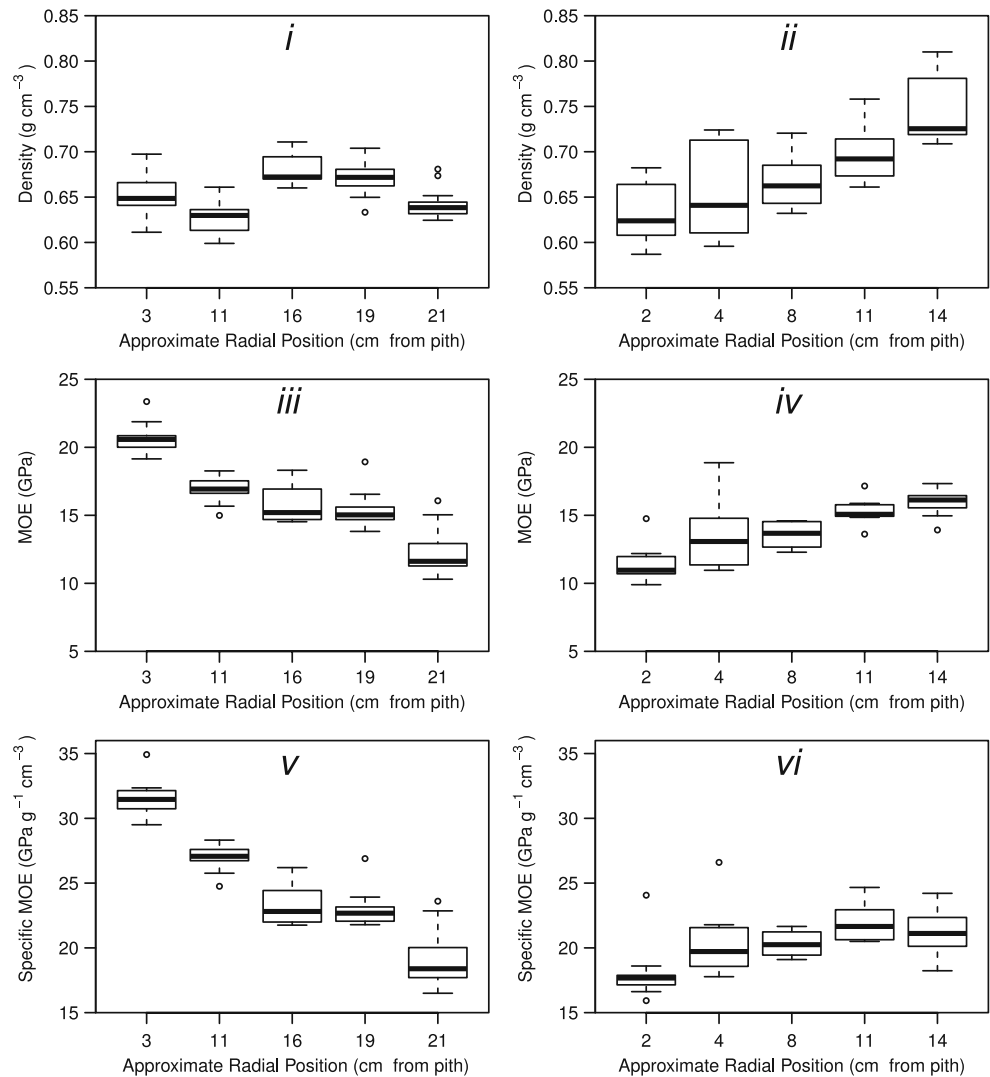 i
Density (g cm⁻³)
0.85
0.80
0.75
0.70
0.65
0.60
0.55
3 11 16 19 21
Approximate Radial Position (cm from pith)
ii
Density (g cm⁻³)
0.85
0.80
0.75
0.70
0.65
0.60
0.55
2 4 8 11 14
Approximate Radial Position (cm from pith)
iii
MOE (GPa)
25
20
15
10
5
3 11 16 19 21
Approximate Radial Position (cm from pith)
iv
MOE (GPa)
25
20
15
10
5
2 4 8 11 14
Approximate Radial Position (cm from pith)
v
Specific MOE (GPa g⁻¹ cm⁻³)
35
30
25
20
15
3 11 16 19 21
Approximate Radial Position (cm from pith)
vi
Specific MOE (GPa g⁻¹ cm⁻³)
35
30
25
20
15
2 4 8 11 14
Approximate Radial Position (cm from pith)